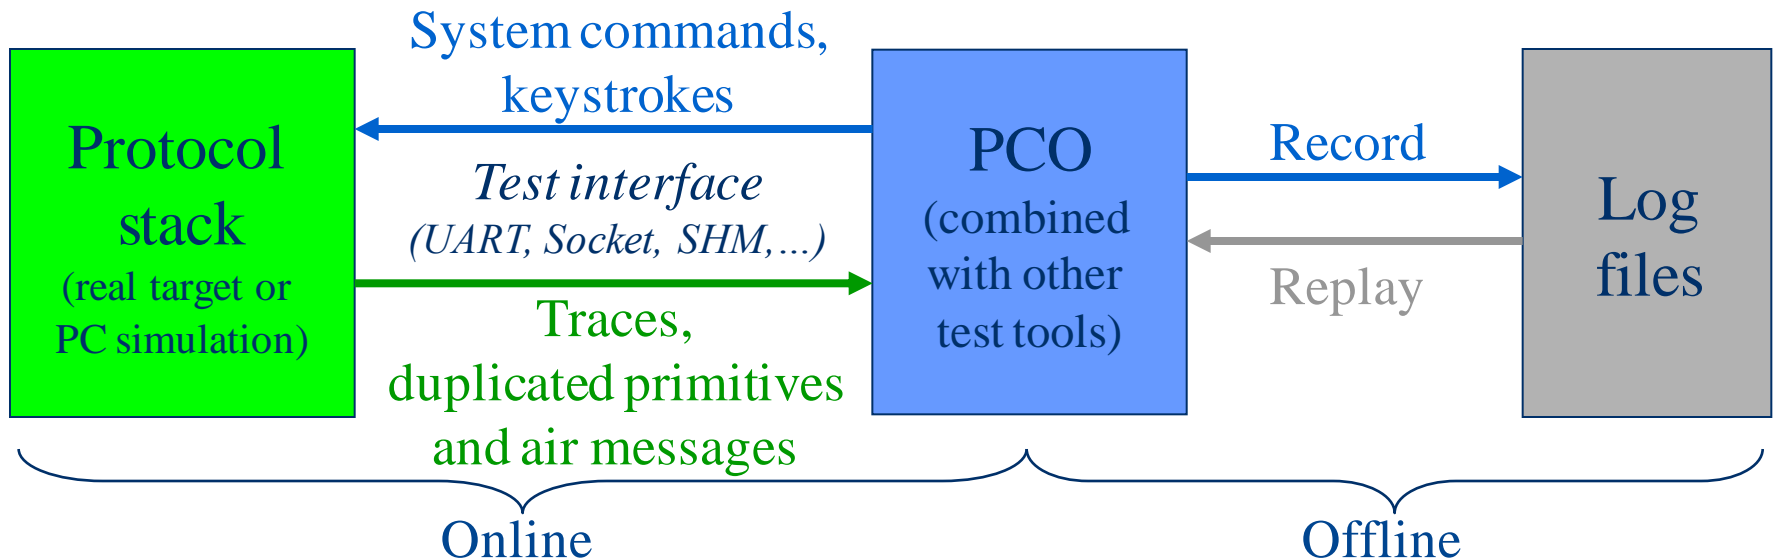 Protocol
stack
(real target or
PC simulation)
System commands,
keystrokes
Test interface
(UART, Socket, SHM,...)
Traces,
duplicated primitives
and air messages
PCO
(combined
with other
test tools)
Record
Replay
Log
files
Online
Offline